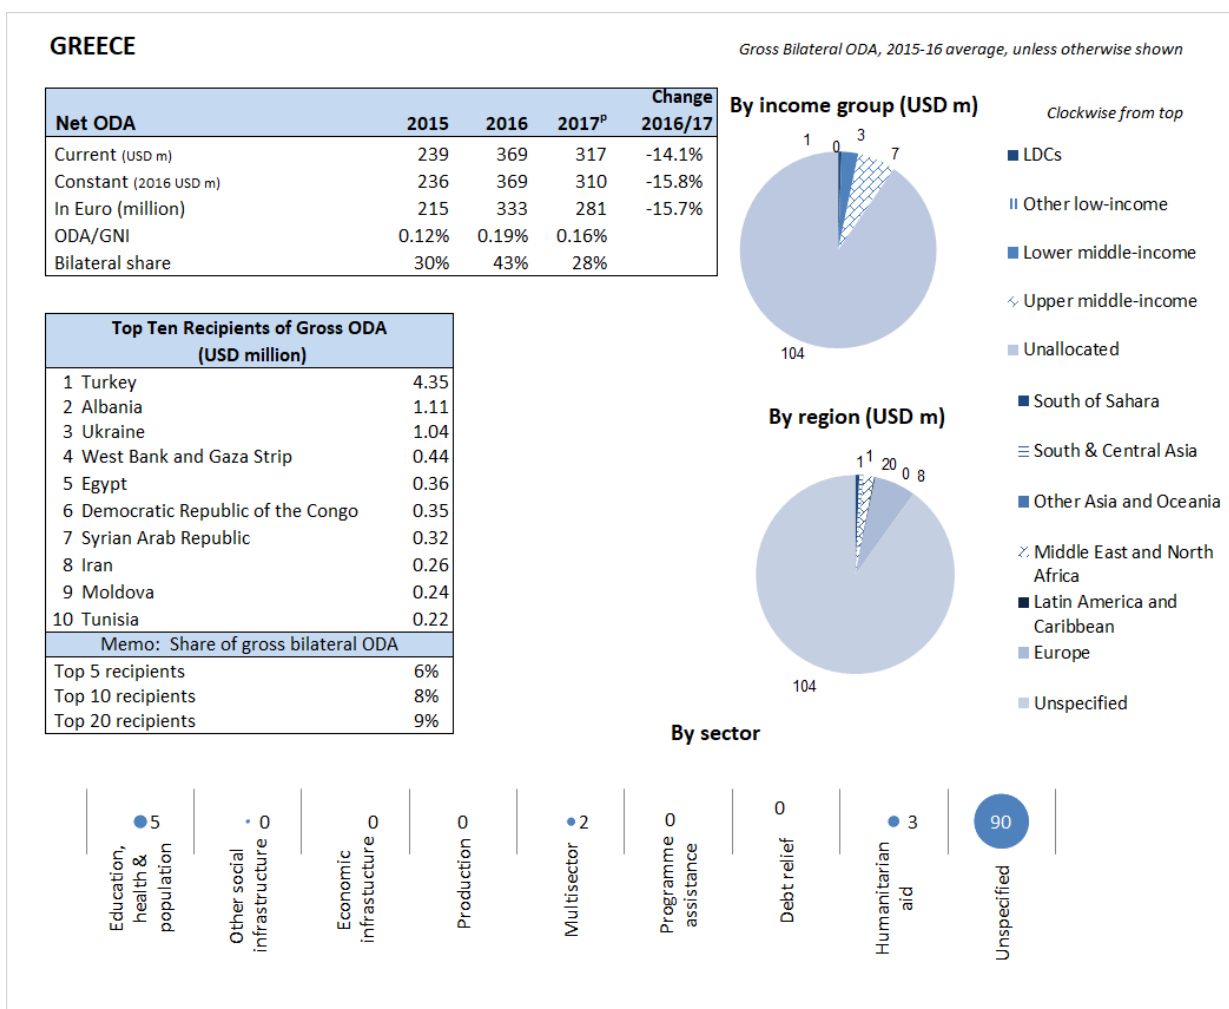 GREECE
Gross Bilateral ODA, 2015-16 average, unless otherwise shown
Change
Net ODA 2015 2016 2017ᵖ 2016/17
Current (USD m) 239 369 317 -14.1%
Constant (2016 USD m) 236 369 310 -15.8%
In Euro (million) 215 333 281 -15.7%
ODA/GNI 0.12% 0.19% 0.16%
Bilateral share 30% 43% 28%
By income group (USD m)
Clockwise from top
1 0 3 7
104
LDCs
Other low-income
Lower middle-income
Upper middle-income
Unallocated
Top Ten Recipients of Gross ODA
(USD million)
1 Turkey 4.35
2 Albania 1.11
3 Ukraine 1.04
4 West Bank and Gaza Strip 0.44
5 Egypt 0.36
6 Democratic Republic of the Congo 0.35
7 Syrian Arab Republic 0.32
8 Iran 0.26
9 Moldova 0.24
10 Tunisia 0.22
Memo: Share of gross bilateral ODA
Top 5 recipients 6%
Top 10 recipients 8%
Top 20 recipients 9%
By region (USD m)
1 1 2 0 0 8
104
South of Sahara
South & Central Asia
Other Asia and Oceania
Middle East and North
Africa
Latin America and
Caribbean
Europe
Unspecified
By sector
5 0 0 0 2 0 0 3 90
Education,
health &
population
Other social
infrastructure
Economic
infrastucture
Production
Multisector
Programme
assistance
Debt relief
Humanitarian
aid
Unspecified